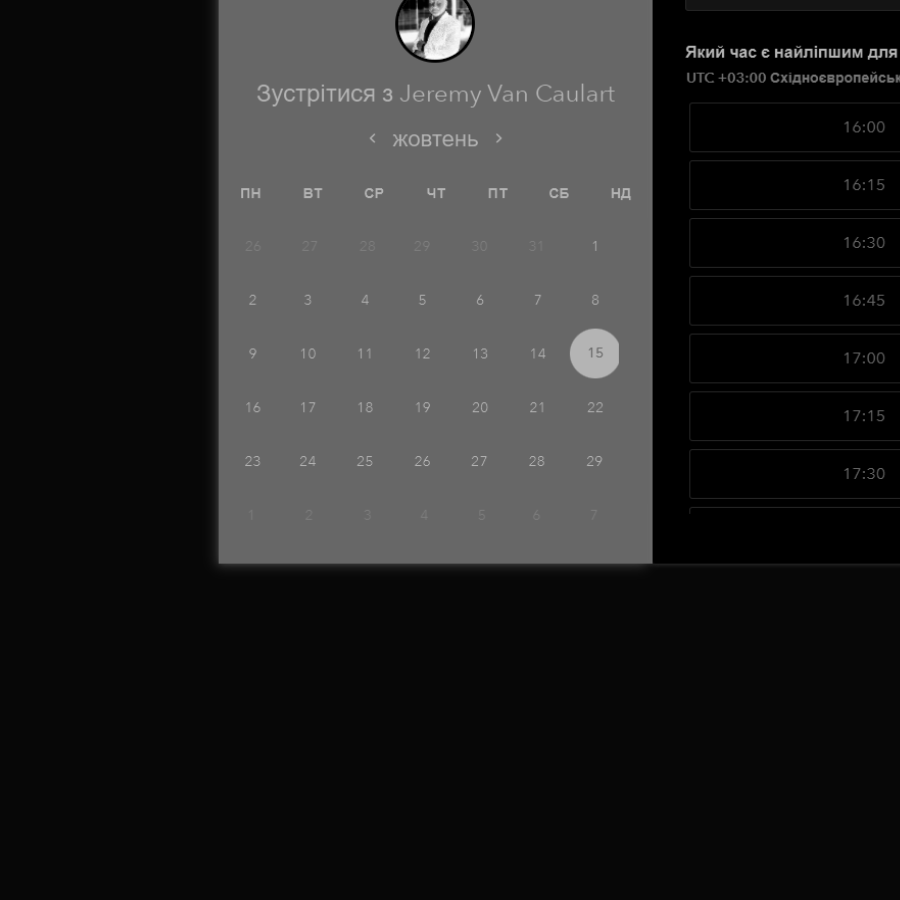 Зустрітися з Jeremy Van Caulart
жовтень
ПН ВТ СР ЧТ ПТ СБ НД
26 27 28 29 30 31 1
2 3 4 5 6 7 8
9 10 11 12 13 14 15
16 17 18 19 20 21 22
23 24 25 26 27 28 29
1 2 3 4 5 6 7
Який час є найліпшим для
UTC +03:00 Східноєвропейськ
16:00
16:15
16:30
16:45
17:00
17:15
17:30